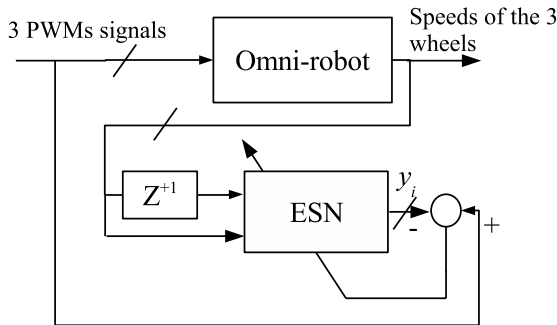 Speeds of the 3
3 PWMs signals
wheels
Omni-robot
Z+1
ESN
yi
-
+